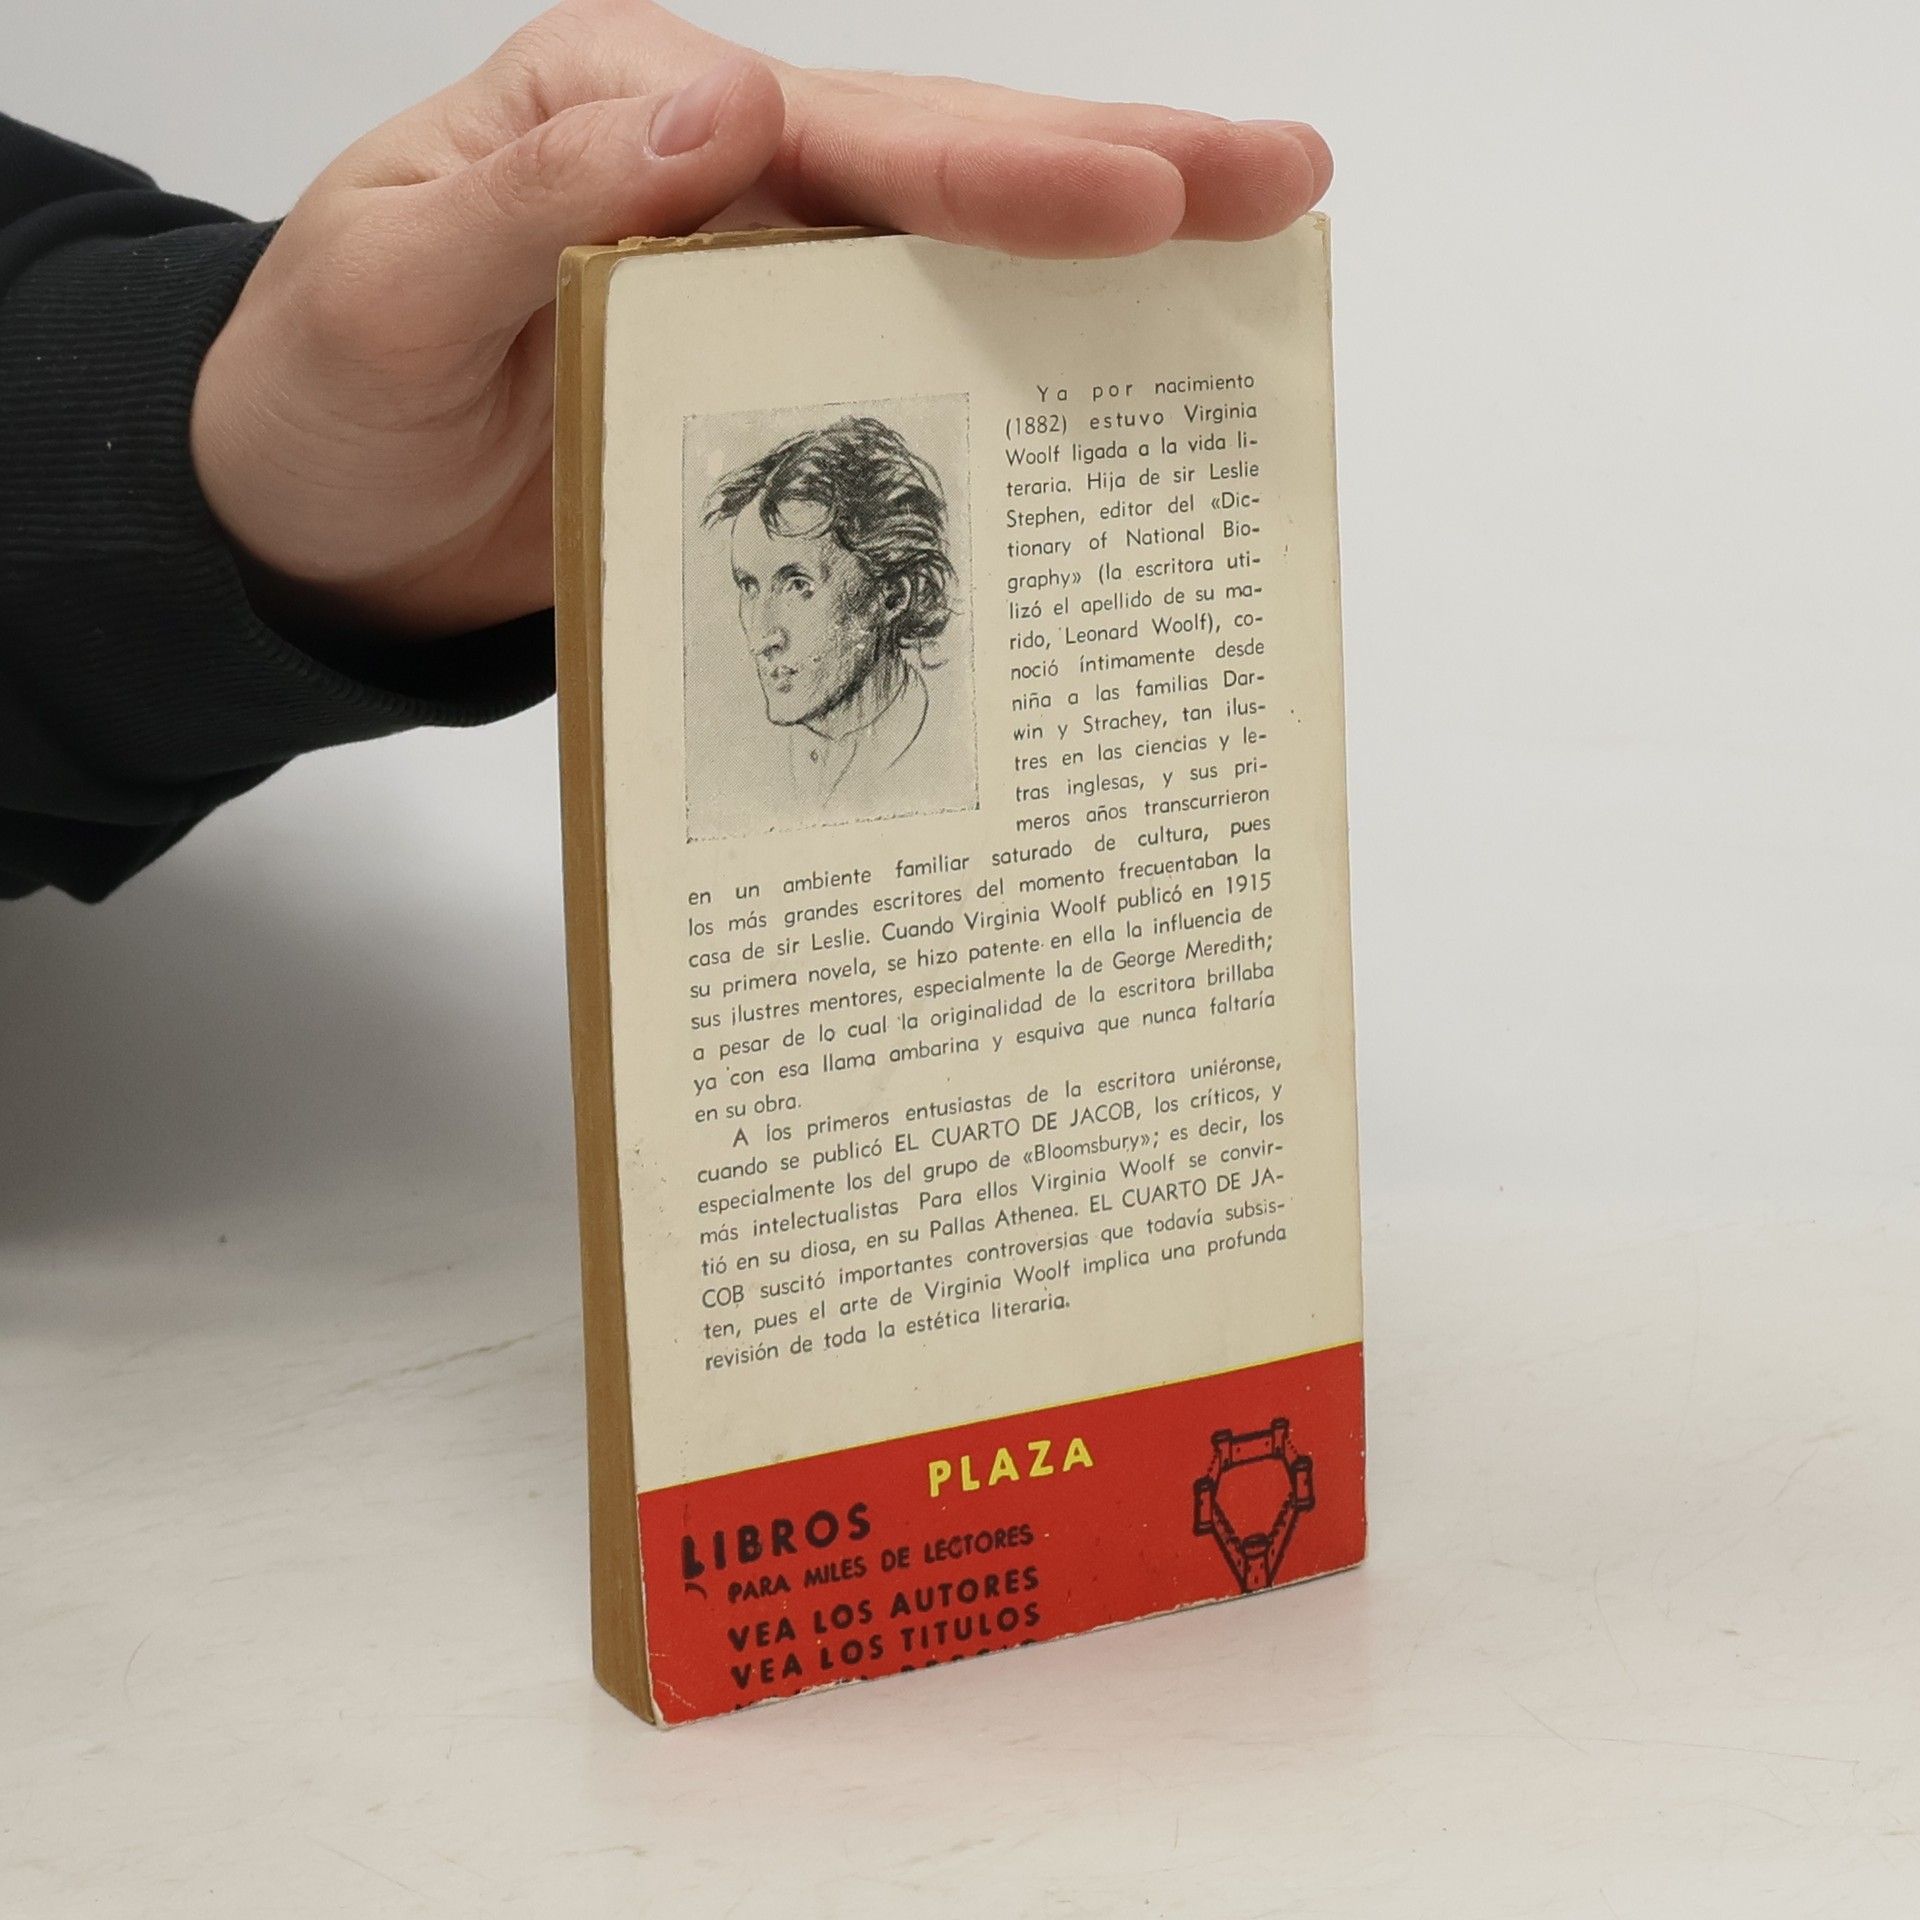 Ya por nacimiento
(1882) estuvo Virginia
Woolf ligada a la vida li-
teraria. Hija de sir Leslie
Stephen, editor del «Dic-
tionary of National Bio-
graphy» (la escritora uti-
lizó el apellido de su ma-
rido, Leonard Woolf), co-
noció íntimamente desde
niña a las familias Dar-
win y Strachey, tan ilus-
tres en las ciencias y le-
tras inglesas, y sus pri-
meros años transcurrieron
en un ambiente familiar saturado de cultura, pues
los más grandes escritores del momento frecuentaban la
casa de sir Leslie. Cuando Virginia Woolf publicó en 1915
su primera novela, se hizo patente en ella la influencia de
sus ilustres mentores, especialmente la de George Meredith;
a pesar de lo cual la originalidad de la escritora brillaba
ya con esa llama ambarina y esquiva que nunca faltaría
en su obra.
A los primeros entusiastas de la escritora uniéronse,
cuando se publicó EL CUARTO DE JACOB, los críticos, y
especialmente los del grupo de «Bloomsbury»; es decir, los
más intelectualistas Para ellos Virginia Woolf se convir-
tió en su diosa, en su Pallas Athenea. EL CUARTO DE JA-
COB suscitó importantes controversias que todavía subsis-
ten, pues el arte de Virginia Woolf implica una profunda
revisión de toda la estética literaria.
PLAZA
LIBROS
PARA MILES DE LECTORES
VEA LOS AUTORES
VEA LOS TITULOS